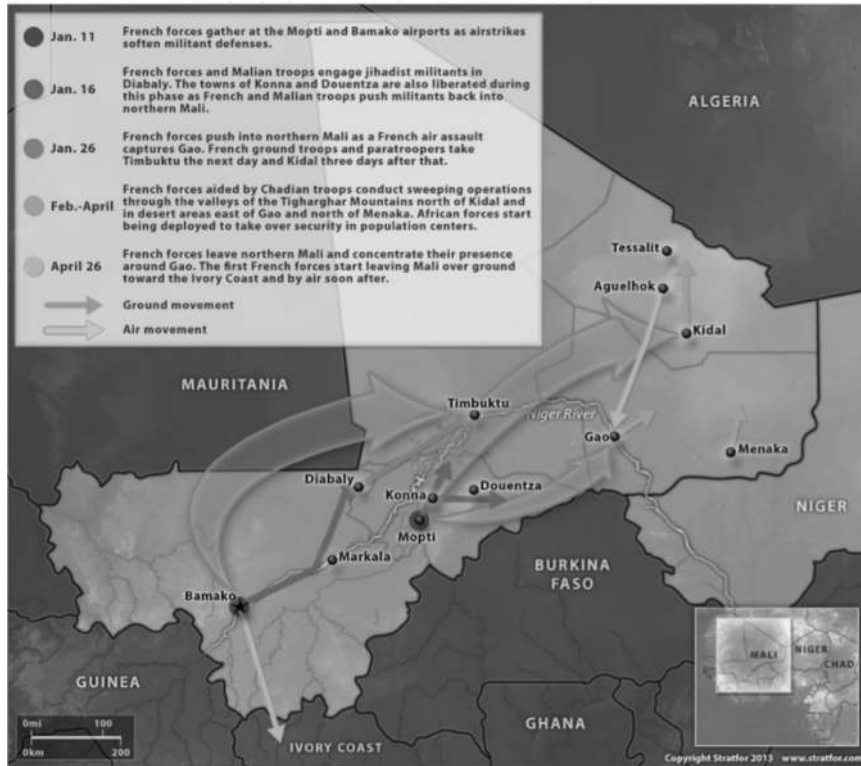 Jan. 11
French forces gather at the Mopti and Bamako airports as airstrikes
soften militant defenses.
Jan. 16
French forces and Malian troops engage jihadist militants in
Diabaly. The towns of Konna and Douentza are also liberated during
this phase as French and Malian troops push militants back into
northern Mali.
Jan. 26
French forces push into northern Mali as a French air assault
captures Gao. French ground troops and paratroopers take
Timbuktu the next day and Kidal three days after that.
Feb.-April
French forces aided by Chadian troops conduct sweeping operations
through the valleys of the Tigharghar Mountains north of Kidal and
in desert areas east of Gao and north of Menaka. African forces start
being deployed to take over security in population centers.
April 26
French forces leave northern Mali and concentrate their presence
around Gao. The first French forces start leaving Mali over ground
toward the Ivory Coast and by air soon after.
Ground movement
Air movement
ALGERIA
Tessalit
Aguelhok
Kidal
MAURITANIA
Timbuktu
Niger River
Gao
Menaka
Diabaly
Konna
Douentza
NIGER
Mopti
Markala
BURKINA
FASO
Bamako
GUINEA
MALI
NIGER
CHAD
0mi 100
0km 200
IVORY COAST
GHANA
Copyright Stratfor 2013 www.stratfor.com